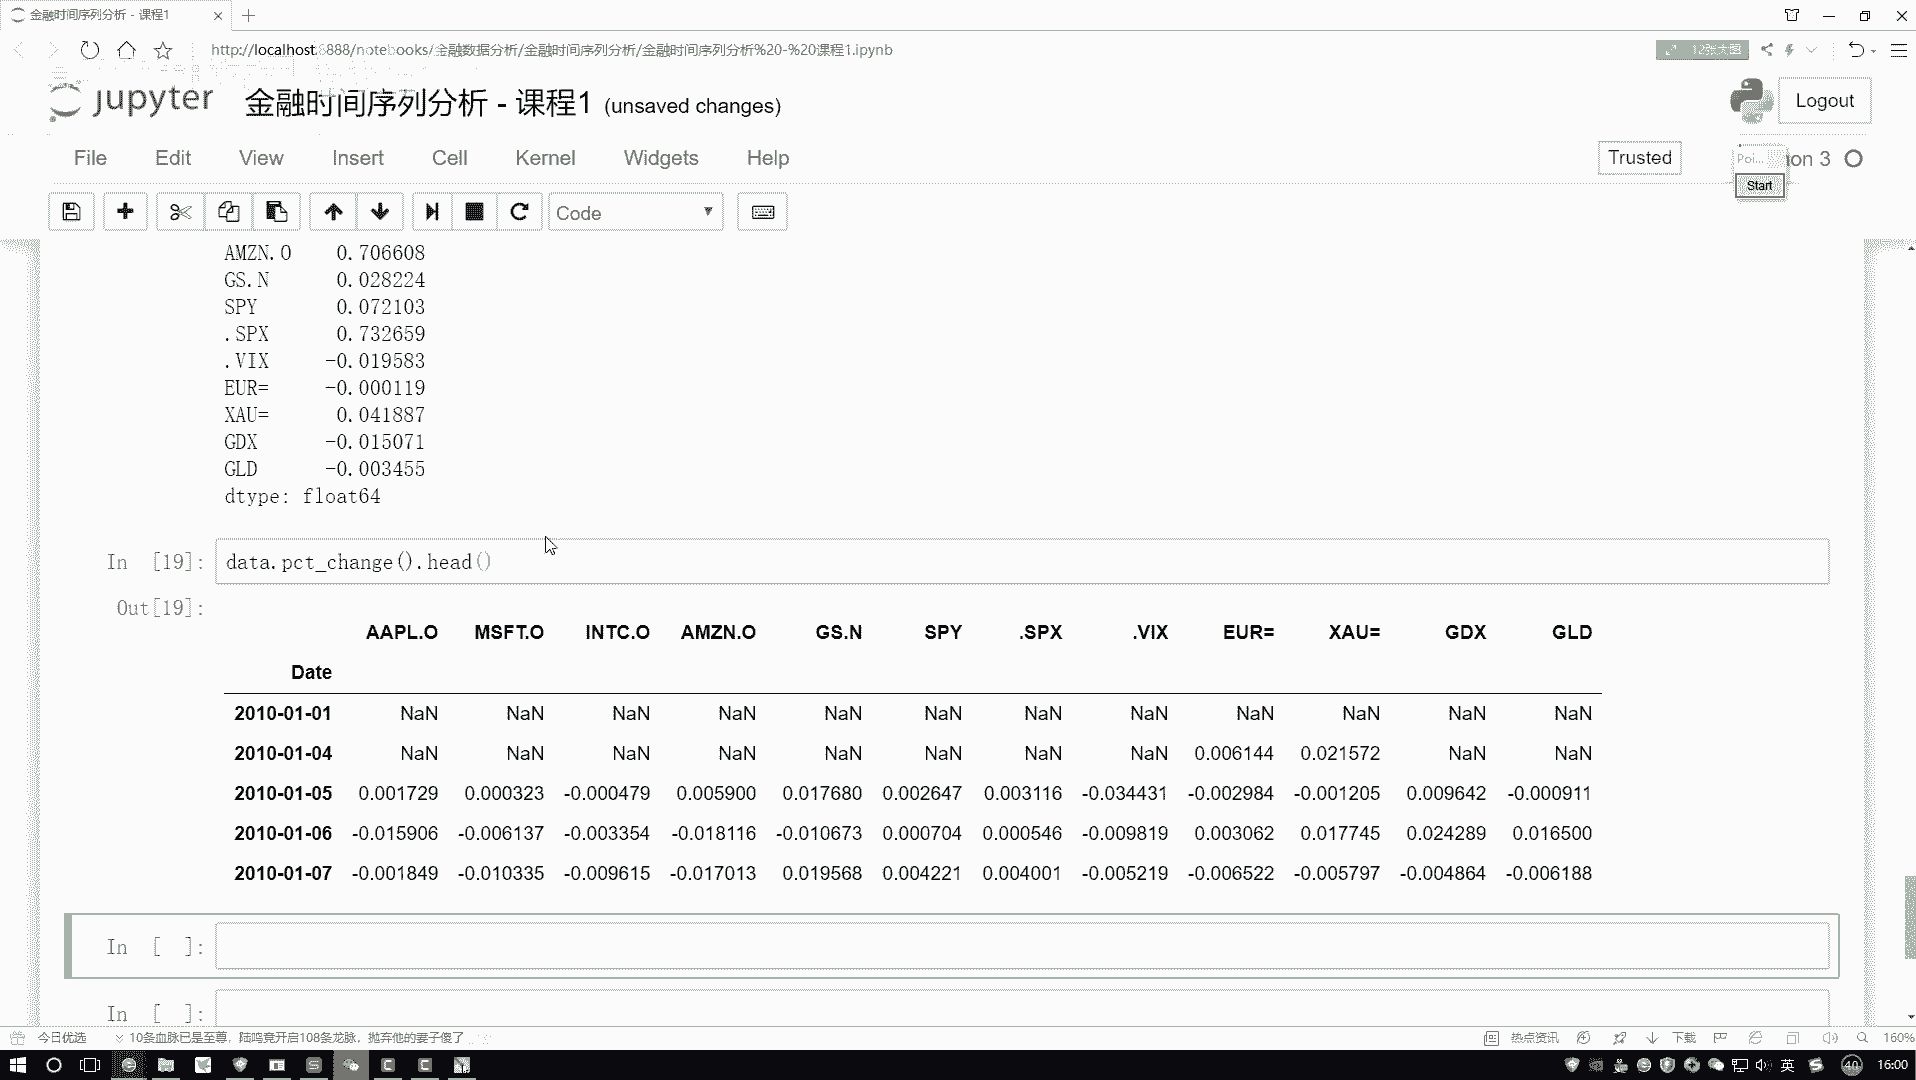 金融时间序列分析 - 课程1
http://localhost:8888/notebooks/金融数据分析/金融时间序列分析/金融时间序列分析%20-%20课程1.ipynb
12张大图
jupyter 金融时间序列分析 - 课程1 (unsaved changes)
Logout
File Edit View Insert Cell Kernel Widgets Help
Trusted
Poi... on 3
Start
Code
AMZN.O 0.706608
GS.N 0.028224
SPY 0.072103
.SPX 0.732659
.VIX -0.019583
EUR= -0.000119
XAU= 0.041887
GDX -0.015071
GLD -0.003455
dtype: float64
In [19]: data.pct_change().head()
Out[19]:
AAPL.O MSFT.O INTC.O AMZN.O GS.N SPY .SPX .VIX EUR= XAU= GDX GLD
Date
2010-01-01 NaN NaN NaN NaN NaN NaN NaN NaN NaN NaN NaN NaN
2010-01-04 NaN NaN NaN NaN NaN NaN NaN NaN 0.006144 0.021572 NaN NaN
2010-01-05 0.001729 0.000323 -0.000479 0.005900 0.017680 0.002647 0.003116 -0.034431 -0.002984 -0.001205 0.009642 -0.000911
2010-01-06 -0.015906 -0.006137 -0.003354 -0.018116 -0.010673 0.000704 0.000546 -0.009819 0.003062 0.017745 0.024289 0.016500
2010-01-07 -0.001849 -0.010335 -0.009615 -0.017013 0.019568 0.004221 0.004001 -0.005219 -0.006522 -0.005797 -0.004864 -0.006188
In [ ]:
In [ ]:
今日优选 10条血脉已是至尊，陆鸣竟开启108条龙脉，抛弃他的妻子傻了
热点资讯 下载 160%
英 40 16:00